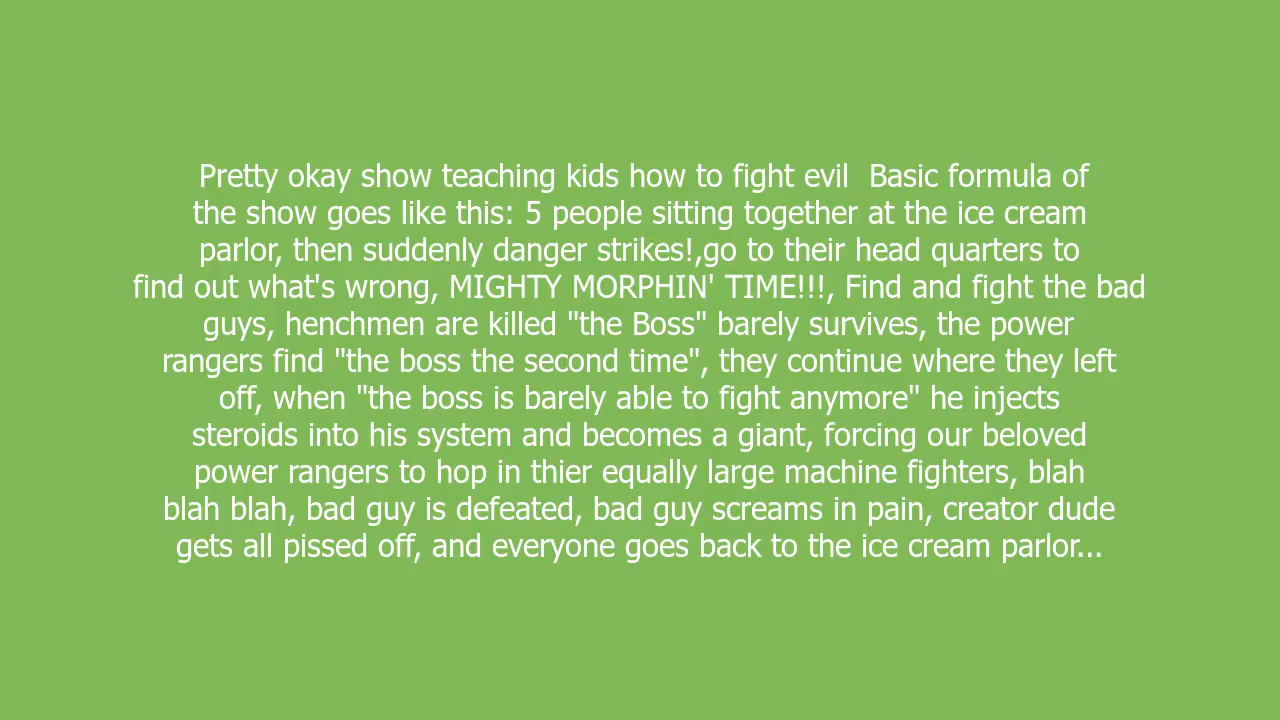 Pretty okay show teaching kids how to fight evil  Basic formula of
the show goes like this: 5 people sitting together at the ice cream
parlor, then suddenly danger strikes!,go to their head quarters to
find out what's wrong, MIGHTY MORPHIN' TIME!!!, Find and fight the bad
guys, henchmen are killed "the Boss" barely survives, the power
rangers find "the boss the second time", they continue where they left
off, when "the boss is barely able to fight anymore" he injects
steroids into his system and becomes a giant, forcing our beloved
power rangers to hop in thier equally large machine fighters, blah
blah blah, bad guy is defeated, bad guy screams in pain, creator dude
gets all pissed off, and everyone goes back to the ice cream parlor...